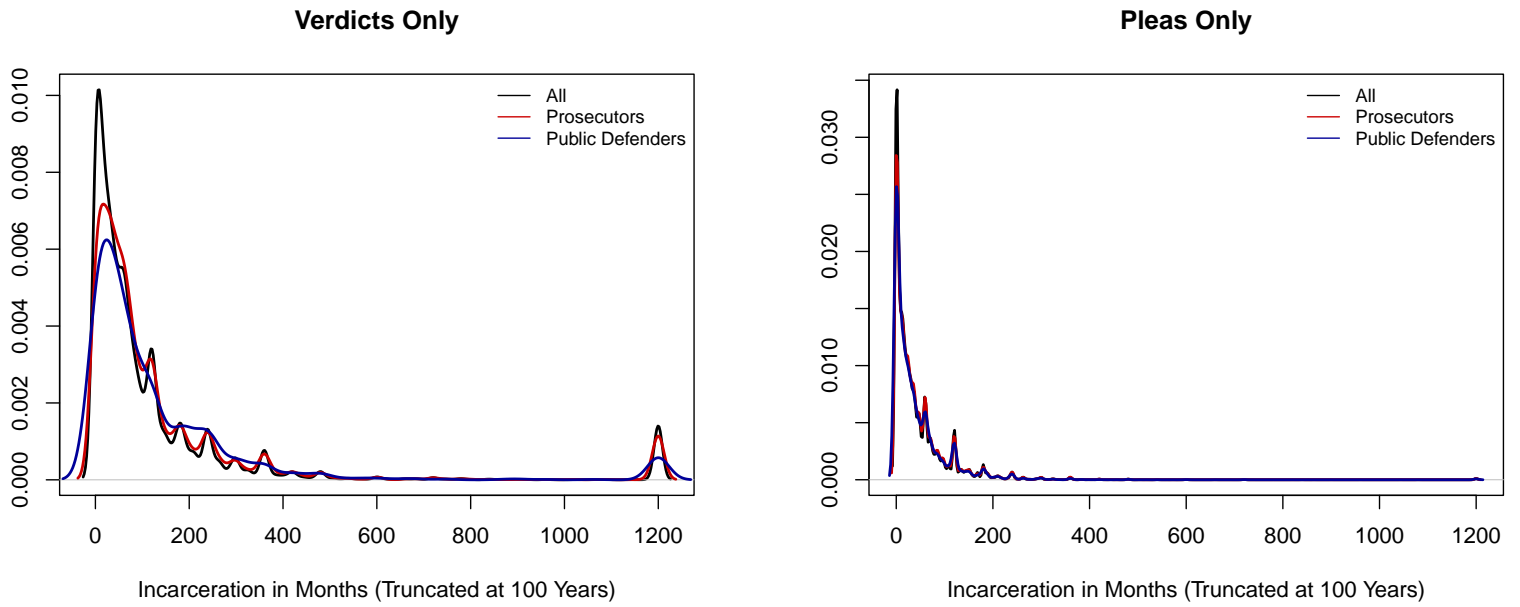 Verdicts Only
0.010
0.008
0.006
0.004
0.002
0.000
All
Prosecutors
Public Defenders
0 200 400 600 800 1000 1200
Incarceration in Months (Truncated at 100 Years)
Pleas Only
0.030
0.020
0.010
0.000
All
Prosecutors
Public Defenders
0 200 400 600 800 1000 1200
Incarceration in Months (Truncated at 100 Years)